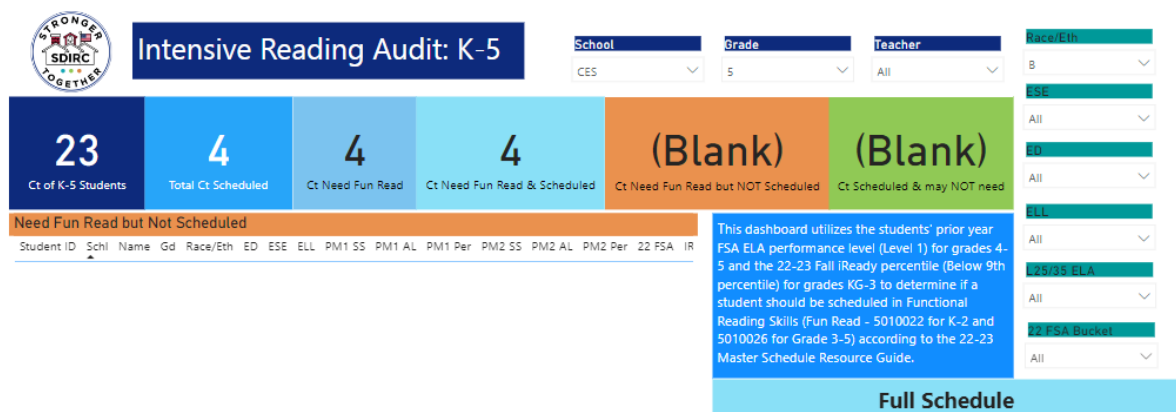 STRONGER
SDIRC
TOGETHER
Intensive Reading Audit: K-5
School
CES
Grade
5
Teacher
All
Race/Eth
B
ESE
All
ED
All
ELL
All
L25/35 ELA
All
22 FSA Bucket
All
23
Ct of K-5 Students
4
Total Ct Scheduled
4
Ct Need Fun Read
4
Ct Need Fun Read & Scheduled
(Blank)
Ct Need Fun Read but NOT Scheduled
(Blank)
Ct Scheduled & may NOT need
Need Fun Read but Not Scheduled
Student ID Schl Name Gd Race/Eth ED ESE ELL PM1 SS PM1 AL PM1 Per PM2 SS PM2 AL PM2 Per 22 FSA IR
This dashboard utilizes the students' prior year
FSA ELA performance level (Level 1) for grades 4-
5 and the 22-23 Fall iReady percentile (Below 9th
percentile) for grades KG-3 to determine if a
student should be scheduled in Functional
Reading Skills (Fun Read - 5010022 for K-2 and
5010026 for Grade 3-5) according to the 22-23
Master Schedule Resource Guide.
Full Schedule